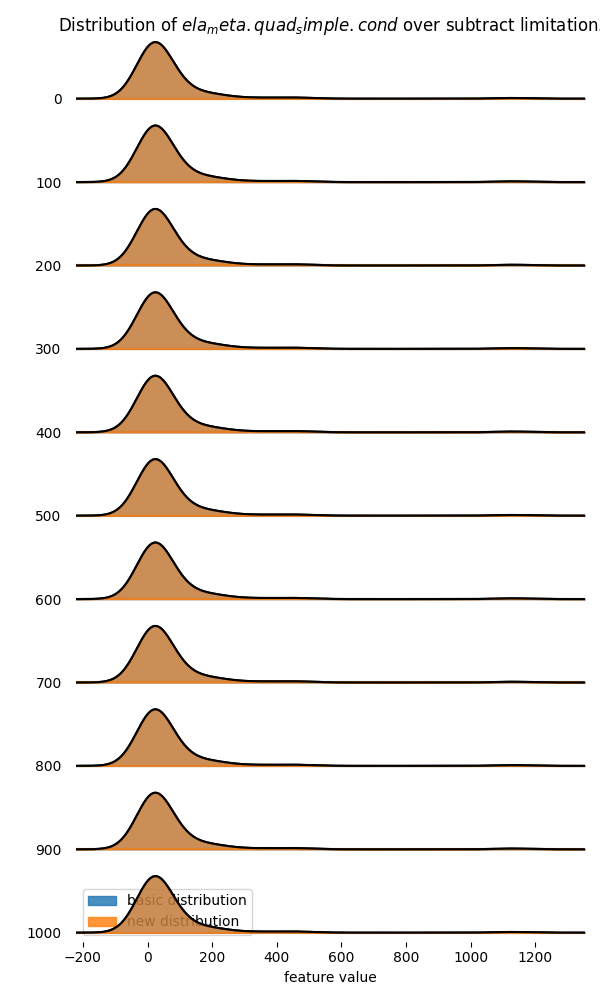 Distribution of ela_meta.quad_simple.cond over subtract limitation.
0
100
200
300
400
500
600
700
800
900
1000
basic distribution
new distribution
−200 0 200 400 600 800 1000 1200
feature value